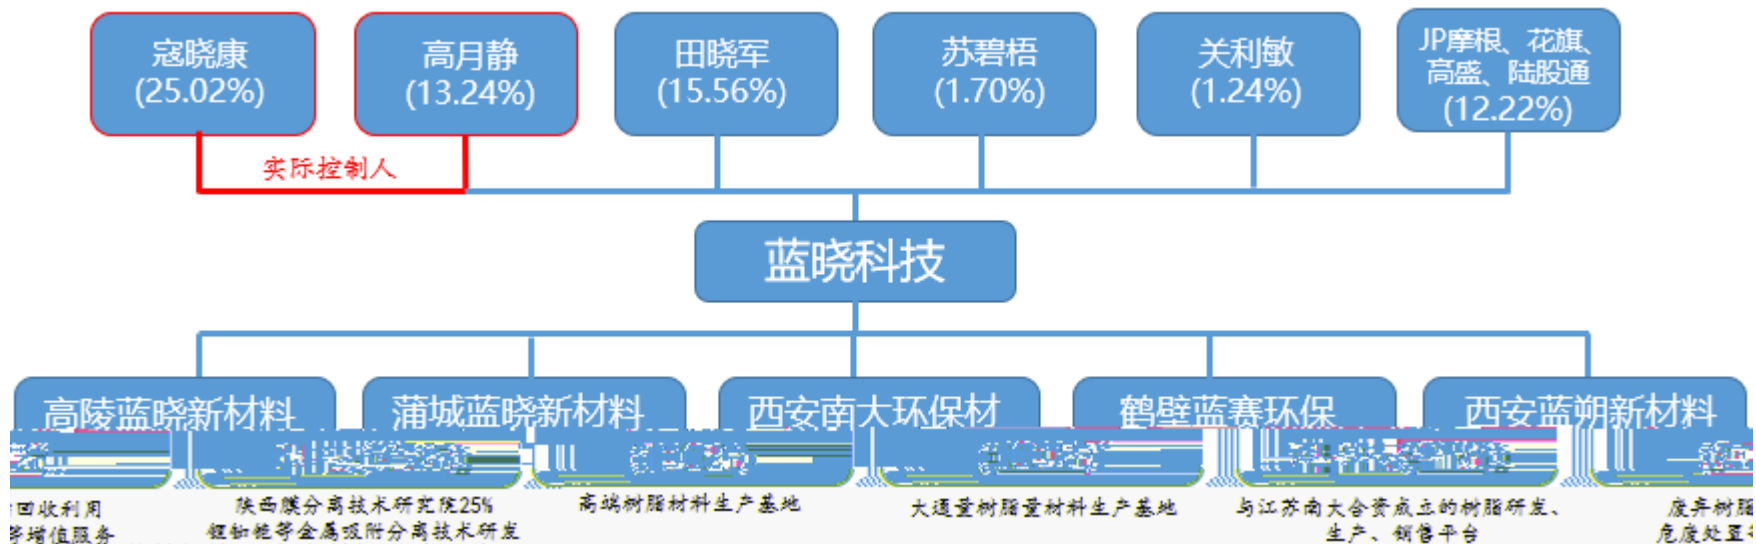 寇晓康
(25.02%)
高月静
(13.24%)
田晓军
(15.56%)
苏碧梧
(1.70%)
关利敏
(1.24%)
JP摩根、花旗、
高盛、陆股通
(12.22%)
实际控制人
蓝晓科技
高陵蓝晓新材料
蒲城蓝晓新材料
西安南大环保材
鹤壁蓝赛环保
西安蓝朔新材料
回收利用
等增值服务
陕西膜分离技术研究院25%
锂铷铯等金属吸附分离技术研发
高端树脂材料生产基地
大通量树脂量材料生产基地
与江苏南大合资成立的树脂研发、
生产、销售平台
废弃树脂
危废处置